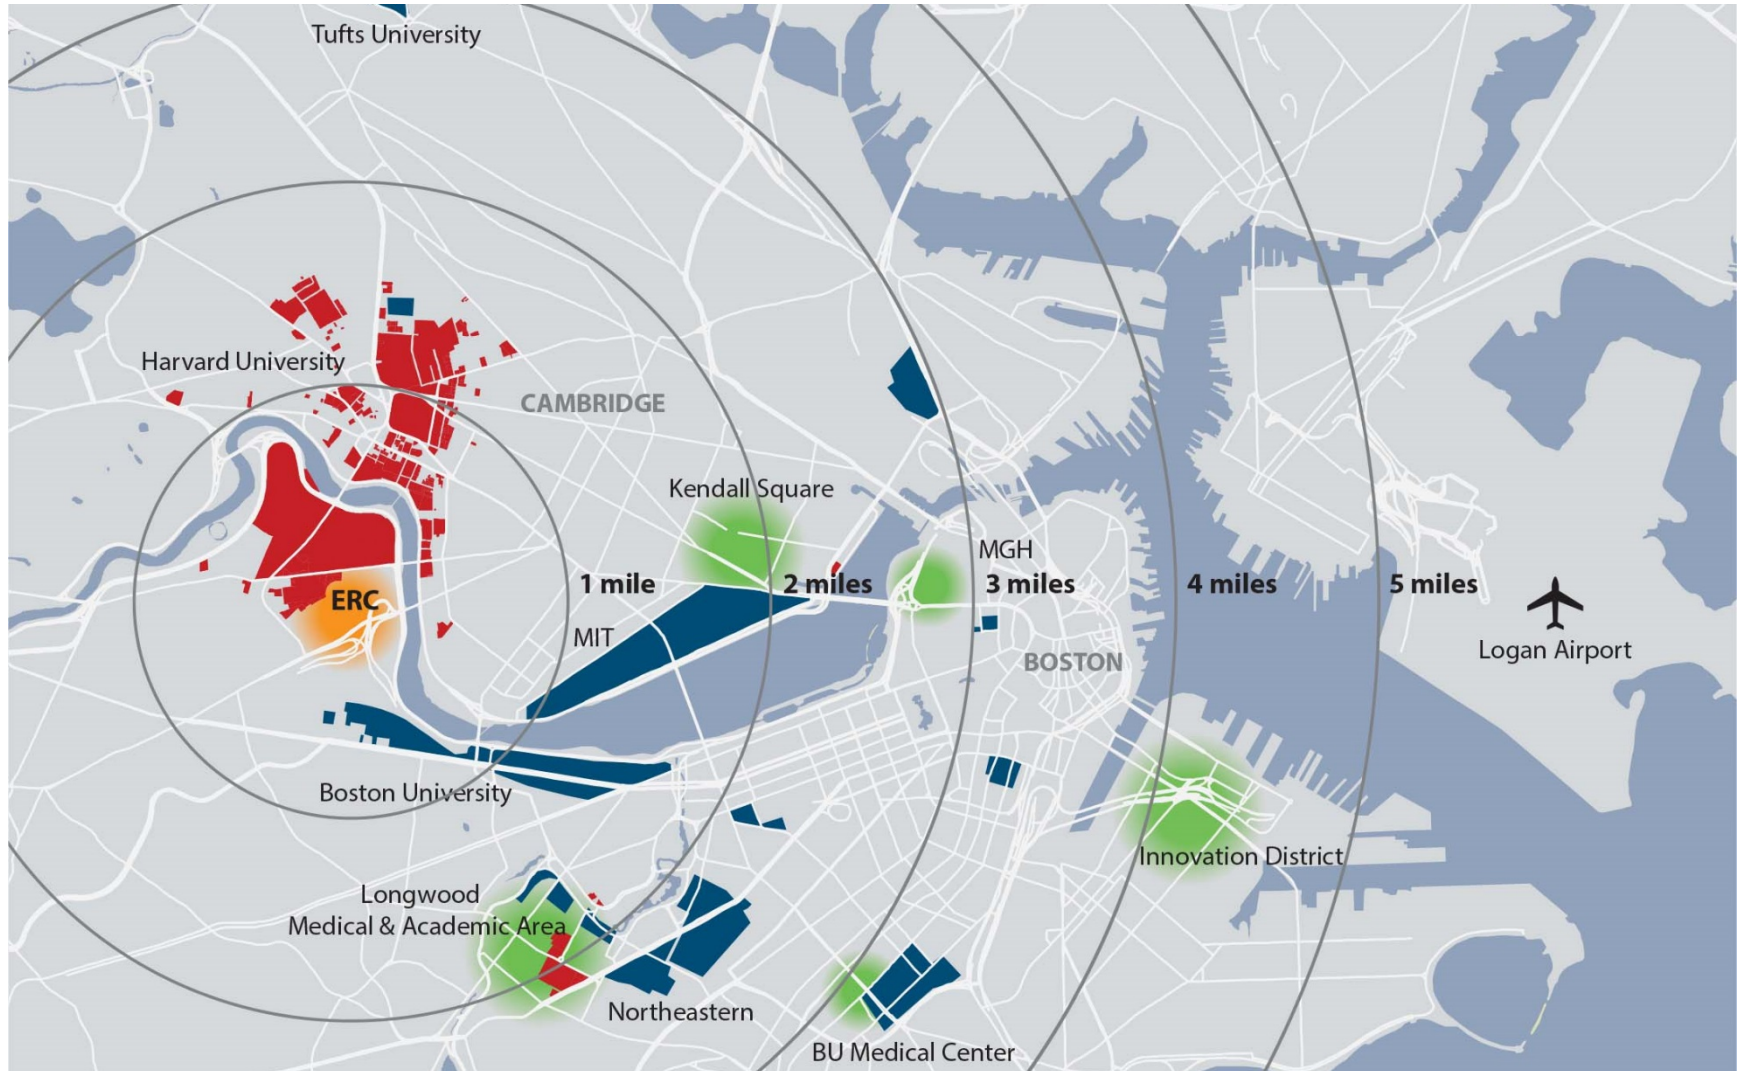 Tufts University
Harvard University
CAMBRIDGE
Kendall Square
MGH
ERC
1 mile
2 miles
3 miles
4 miles
5 miles
MIT
BOSTON
Logan Airport
Boston University
Innovation District
Longwood
Medical & Academic Area
Northeastern
BU Medical Center